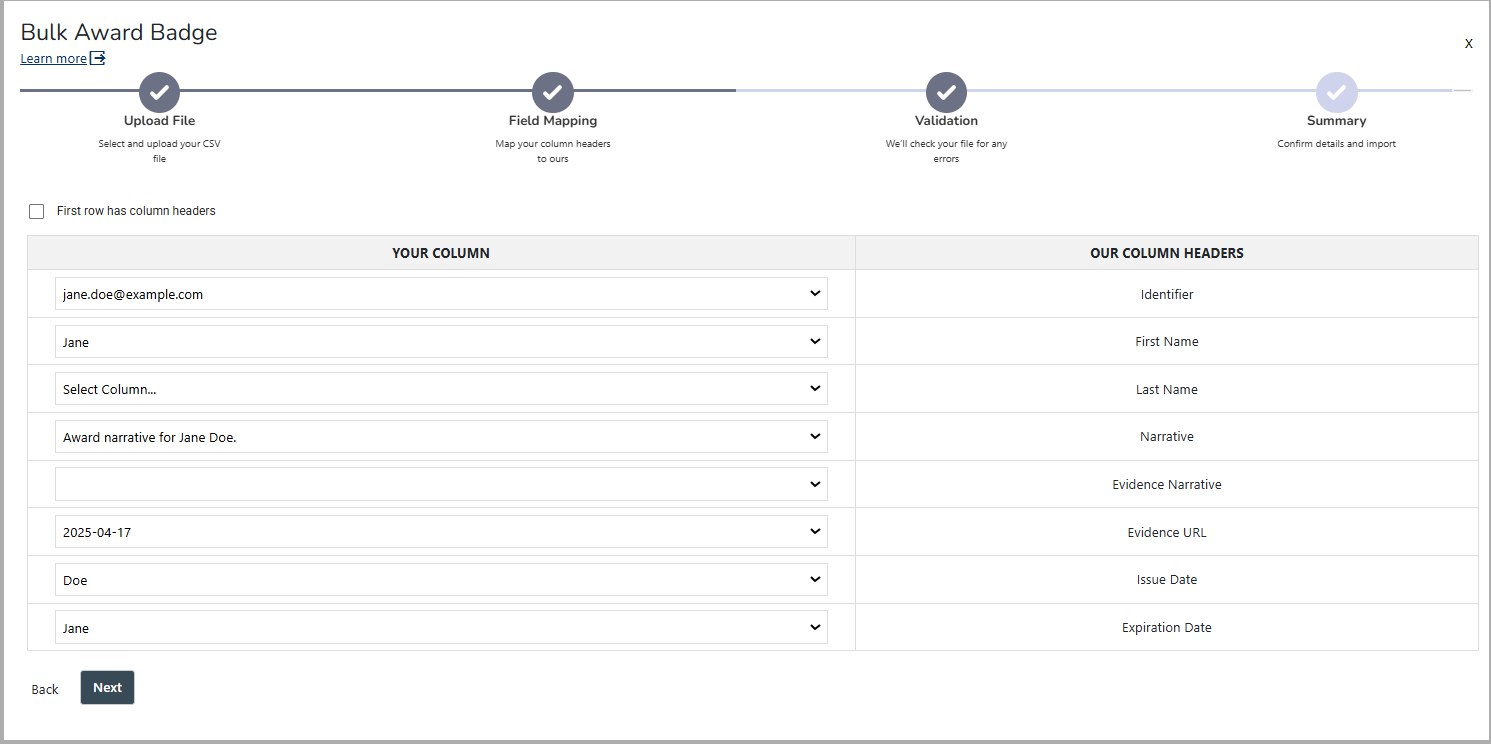 Bulk Award Badge
Learn more
X
Upload File
Select and upload your CSV
file
Field Mapping
Map your column headers
to ours
Validation
We'll check your file for any
errors
Summary
Confirm details and import
First row has column headers
YOUR COLUMN OUR COLUMN HEADERS
jane.doe@example.com Identifier
Jane First Name
Select Column... Last Name
Award narrative for Jane Doe. Narrative
Evidence Narrative
2025-04-17 Evidence URL
Doe Issue Date
Jane Expiration Date
Back Next